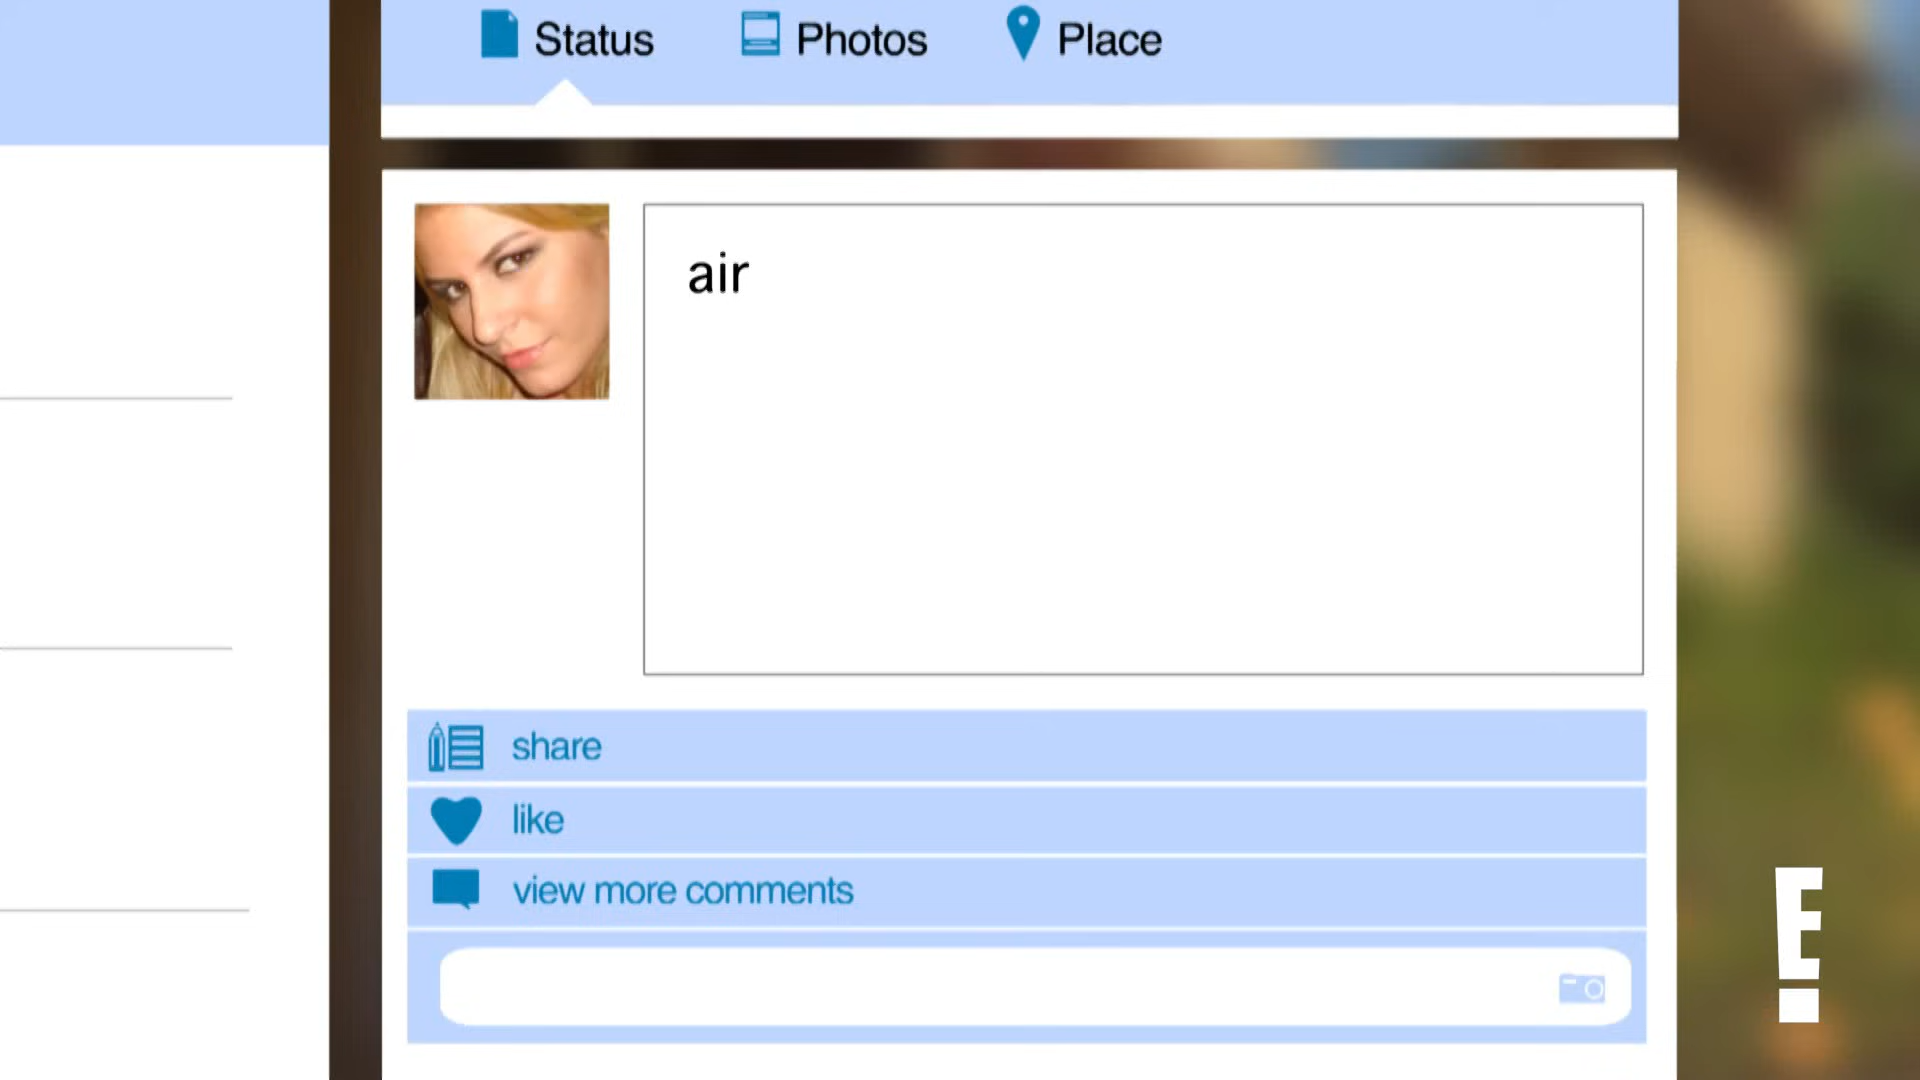 Status
Photos
Place
air
share
like
view more comments
E!